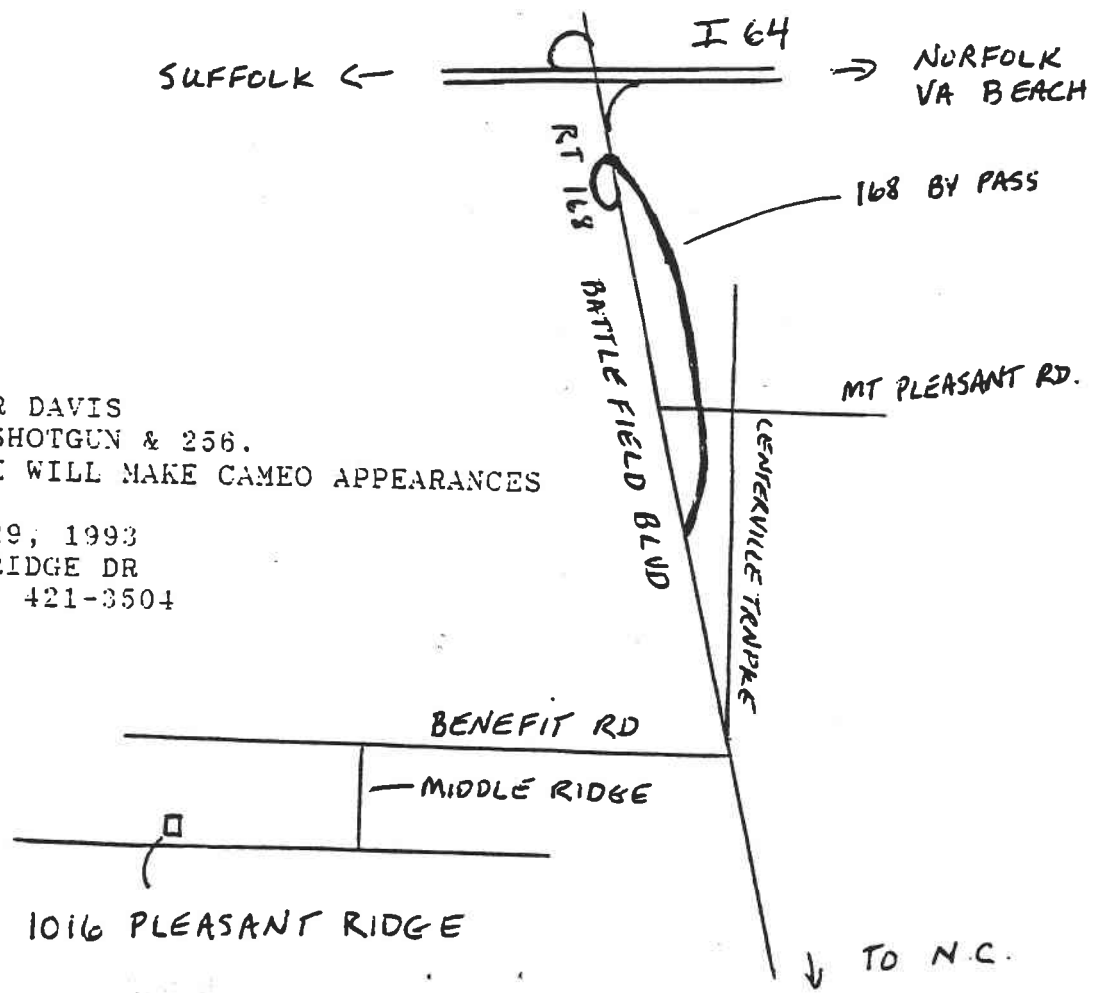 I 64
SUFFOLK ←
→ NORFOLK
VA BEACH
RT 168
168 BY PASS
BATTLE FIELD BLVD
MT PLEASANT RD.
CENTERVILLE TRNPKE
R DAVIS
SHOTGUN & 256.
E WILL MAKE CAMEO APPEARANCES
29, 1993
RIDGE DR
421-3504
BENEFIT RD
MIDDLE RIDGE
1016 PLEASANT RIDGE
↓ TO N.C.